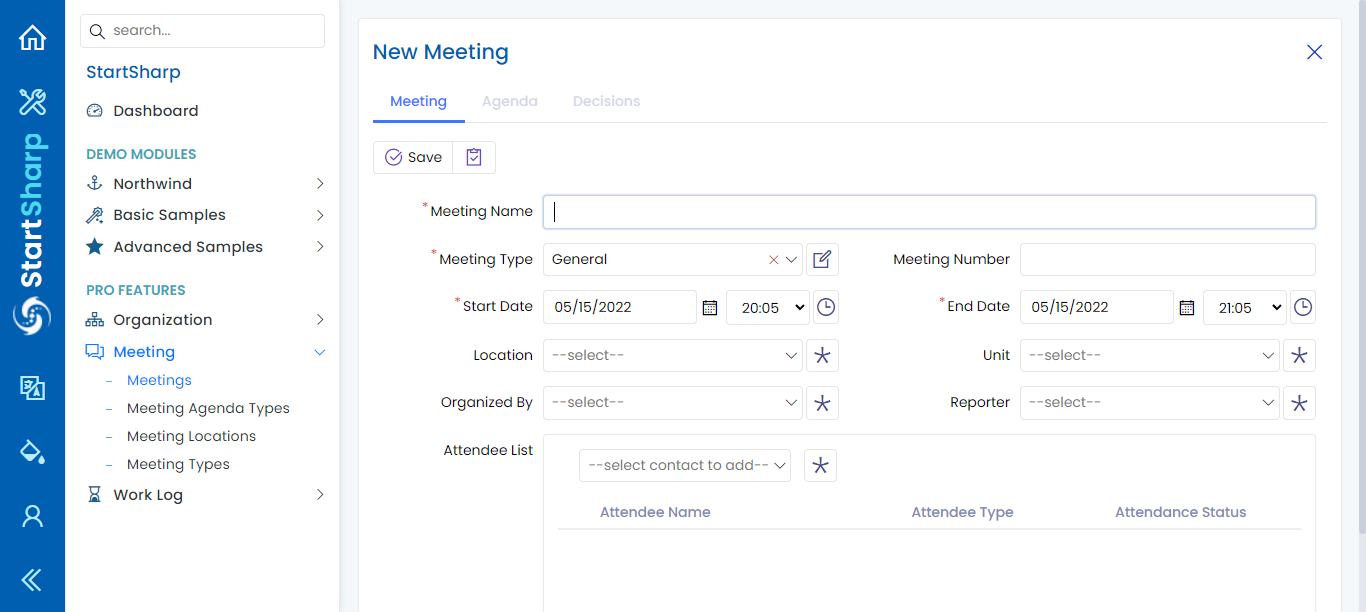 search...
StartSharp
StartSharp
Dashboard
DEMO MODULES
Northwind
Basic Samples
Advanced Samples
PRO FEATURES
Organization
Meeting
– Meetings
– Meeting Agenda Types
– Meeting Locations
– Meeting Types
Work Log
New Meeting
Meeting Agenda Decisions
Save
*Meeting Name
*Meeting Type General Meeting Number
*Start Date 05/15/2022 20:05 *End Date 05/15/2022 21:05
Location --select-- Unit --select--
Organized By --select-- Reporter --select--
Attendee List
--select contact to add--
Attendee Name Attendee Type Attendance Status